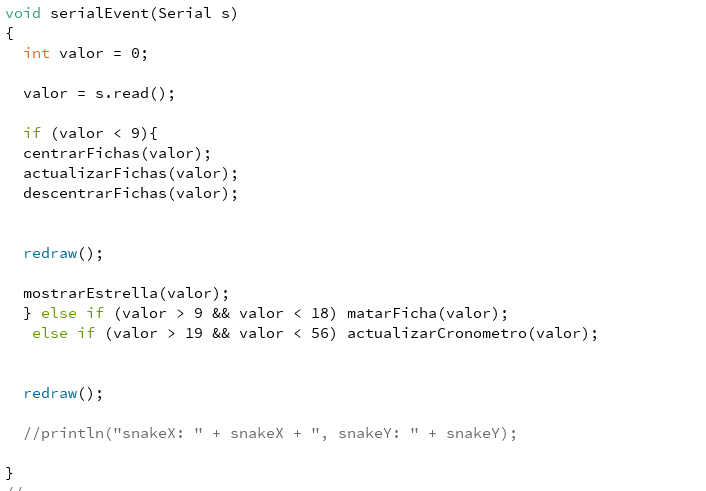 void serialEvent(Serial s)
{
int valor = 0;
valor = s.read();
if (valor < 9){
centrarFichas(valor);
actualizarFichas(valor);
descentrarFichas(valor);
redraw();
mostrarEstrella(valor);
} else if (valor > 9 && valor < 18) matarFicha(valor);
else if (valor > 19 && valor < 56) actualizarCronometro(valor);
redraw();
//println("snakeX: " + snakeX + ", snakeY: " + snakeY);
}
//